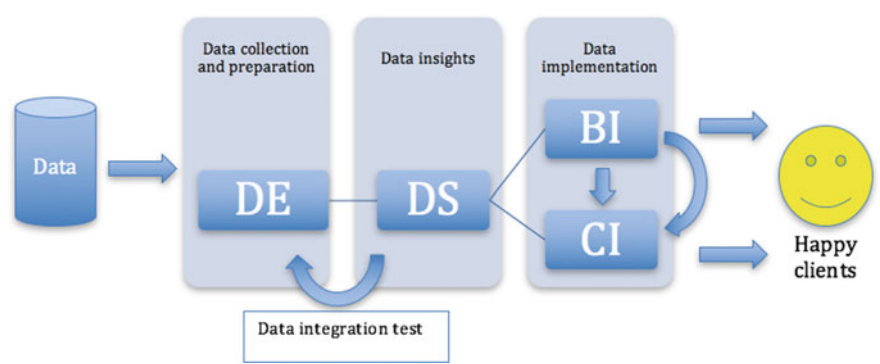 Data
Data collection
and preparation
DE
Data insights
DS
Data integration test
Data
implementation
BI
CI
Happy
clients